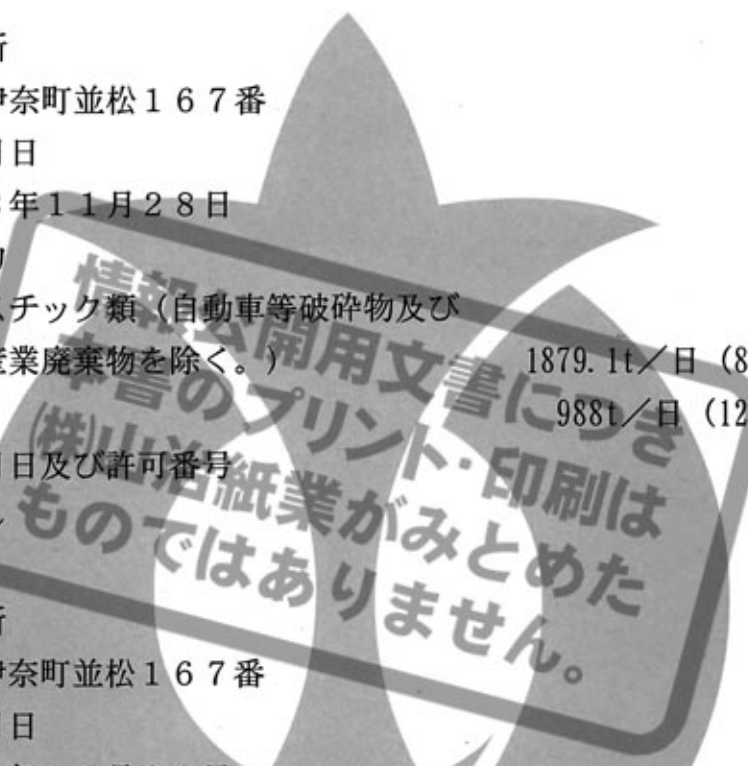 所
伊奈町並松１６７番
月日
年１１月２８日
スチック類（自動車等破砕物及び
産業廃棄物を除く。） 1879.1t／日（8
988t／日（12
月日及び許可番号
所
伊奈町並松１６７番
月日
情報公開用文書につき
本書のプリント・印刷は
㈱山治紙業がみとめた
ものではありません。